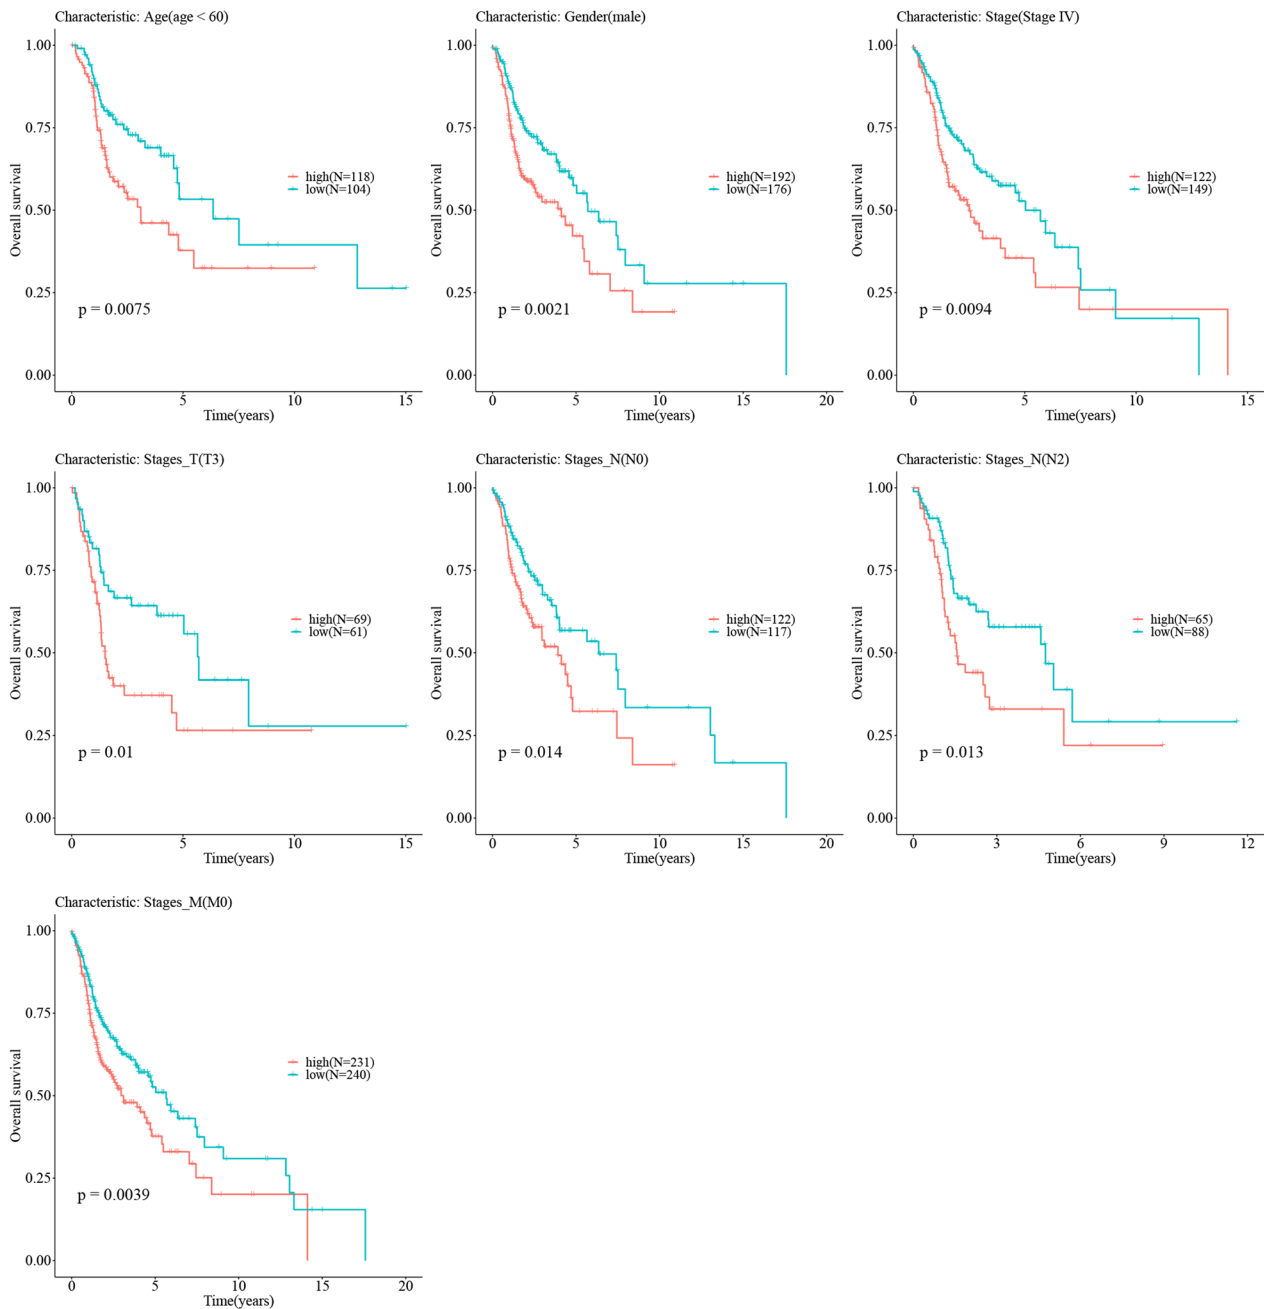 Characteristic: Age(age < 60)
Overall survival
1.00
0.75
0.50
0.25
0.00
high(N=118)
low(N=104)
p = 0.0075
0 5 10 15
Time(years)
Characteristic: Gender(male)
Overall survival
1.00
0.75
0.50
0.25
0.00
high(N=192)
low(N=176)
p = 0.0021
0 5 10 15 20
Time(years)
Characteristic: Stage(Stage IV)
Overall survival
1.00
0.75
0.50
0.25
0.00
high(N=122)
low(N=149)
p = 0.0094
0 5 10 15
Time(years)
Characteristic: Stages_T(T3)
Overall survival
1.00
0.75
0.50
0.25
0.00
high(N=69)
low(N=61)
p = 0.01
0 5 10 15
Time(years)
Characteristic: Stages_N(N0)
Overall survival
1.00
0.75
0.50
0.25
0.00
high(N=122)
low(N=117)
p = 0.014
0 5 10 15 20
Time(years)
Characteristic: Stages_N(N2)
Overall survival
1.00
0.75
0.50
0.25
0.00
high(N=65)
low(N=88)
p = 0.013
0 3 6 9 12
Time(years)
Characteristic: Stages_M(M0)
Overall survival
1.00
0.75
0.50
0.25
0.00
high(N=231)
low(N=240)
p = 0.0039
0 5 10 15 20
Time(years)